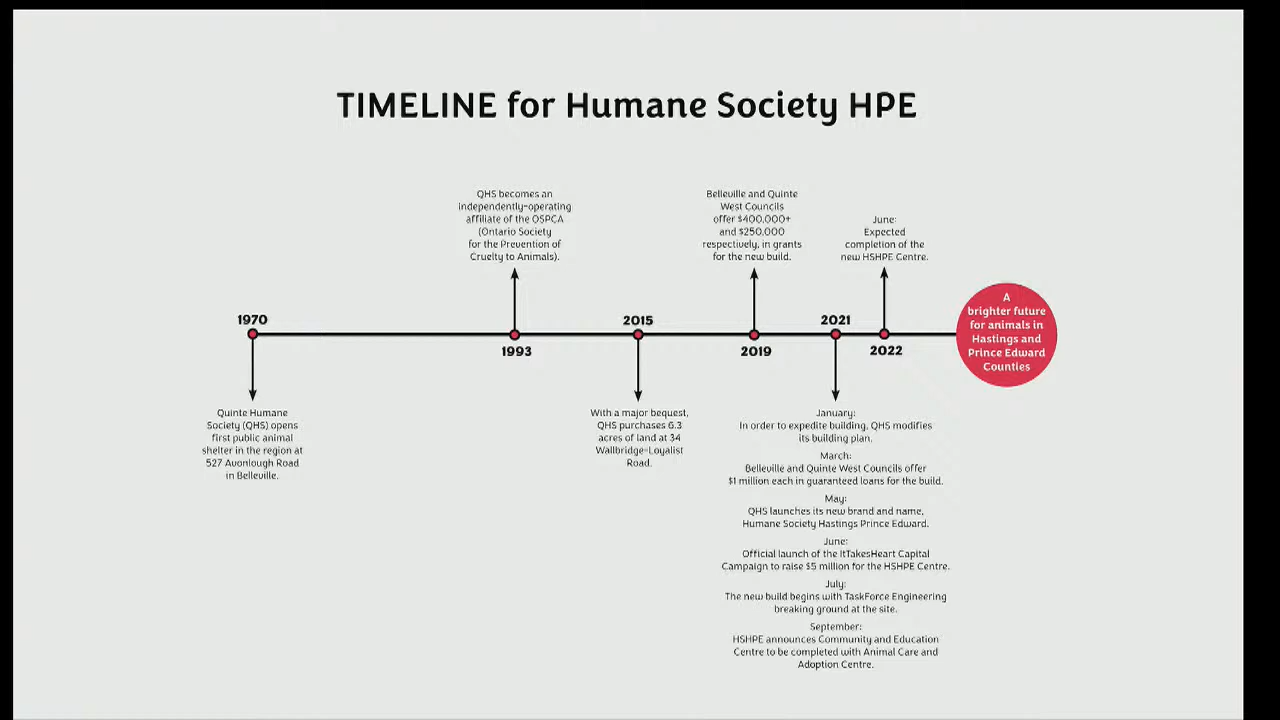 TIMELINE for Humane Society HPE
QHS becomes an
independently-operating
affiliate of the OSPCA
(Ontario Society
for the Prevention of
Cruelty to Animals).
Belleville and Quinte
West Councils
offer $400,000+
and $250,000
respectively, in grants
for the new build.
June:
Expected
completion of the
new HSHPE Centre.
1970
1993
2015
2019
2021
2022
A
brighter future
for animals in
Hastings and
Prince Edward
Counties
Quinte Humane
Society (QHS) opens
first public animal
shelter in the region at
527 Avonlough Road
in Belleville.
With a major bequest,
QHS purchases 6.3
acres of land at 34
Wallbridge-Loyalist
Road.
January:
In order to expedite building, QHS modifies
its building plan.
March:
Belleville and Quinte West Councils offer
$1 million each in guaranteed loans for the build.
May:
QHS launches its new brand and name,
Humane Society Hastings Prince Edward.
June:
Official launch of the ItTakesHeart Capital
Campaign to raise $5 million for the HSHPE Centre.
July:
The new build begins with TaskForce Engineering
breaking ground at the site.
September:
HSHPE announces Community and Education
Centre to be completed with Animal Care and
Adoption Centre.